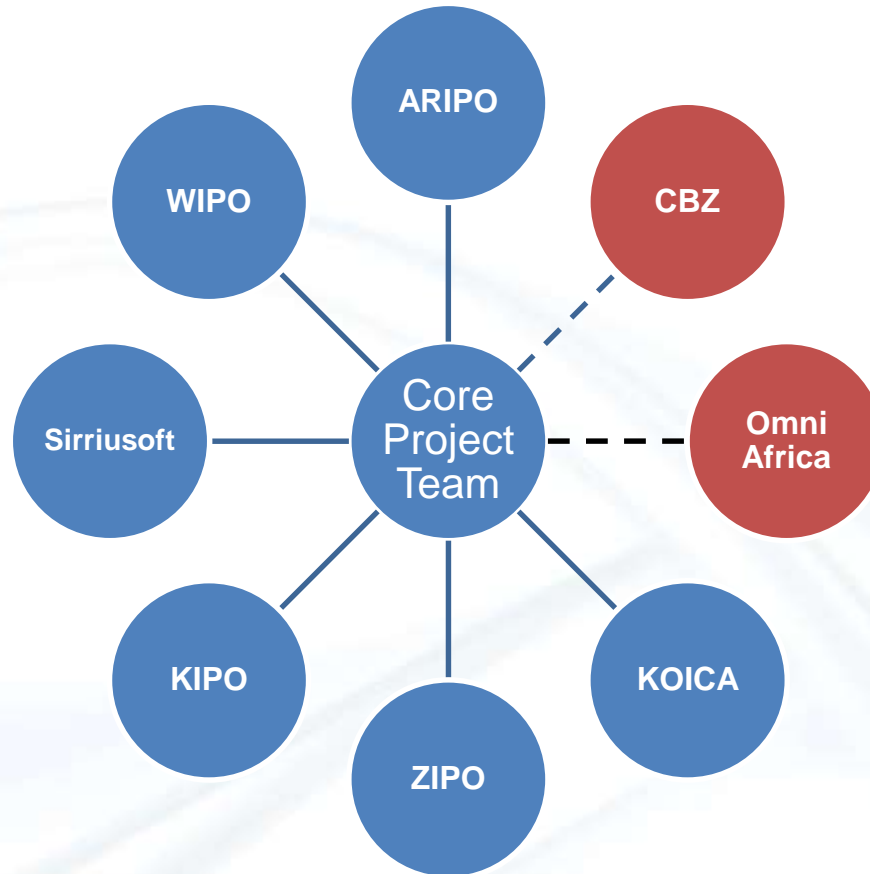 ARIPO
WIPO
CBZ
Sirriusoft
Core
Project
Team
Omni
Africa
KIPO
KOICA
ZIPO